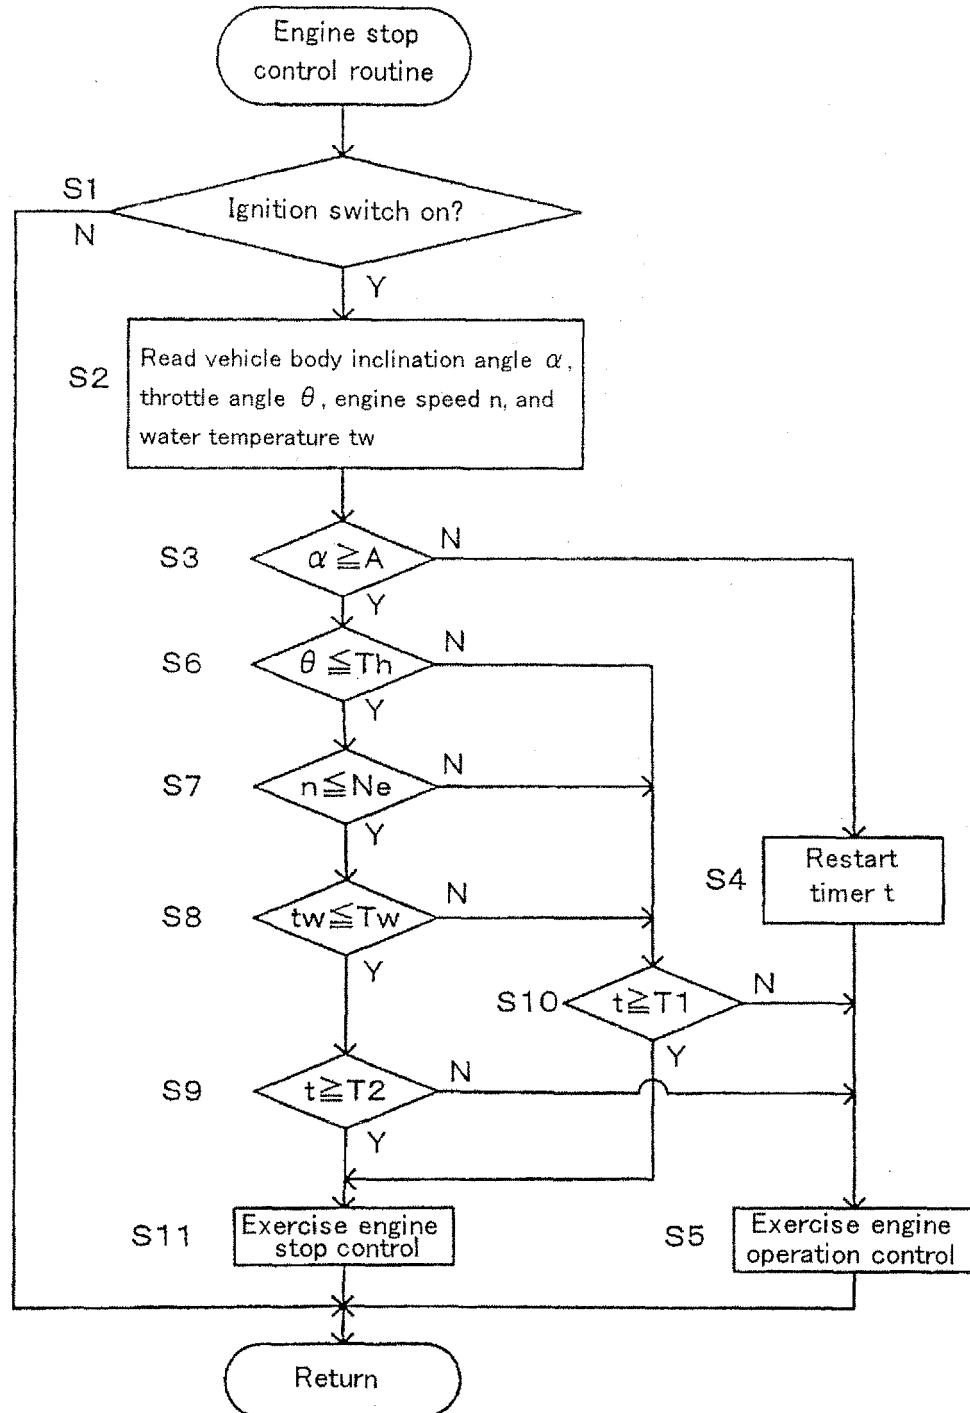 Engine stop
control routine
S1
Ignition switch on?
N
Y
S2
Read vehicle body inclination angle α,
throttle angle θ, engine speed n, and
water temperature tw
S3
α≧A
N
Y
S6
θ≦Th
N
Y
S7
n≦Ne
N
Y
S8
tw≦Tw
N
Y
S4
Restart
timer t
S10
t≧T1
N
Y
S9
t≧T2
N
Y
S11
Exercise engine
stop control
S5
Exercise engine
operation control
Return